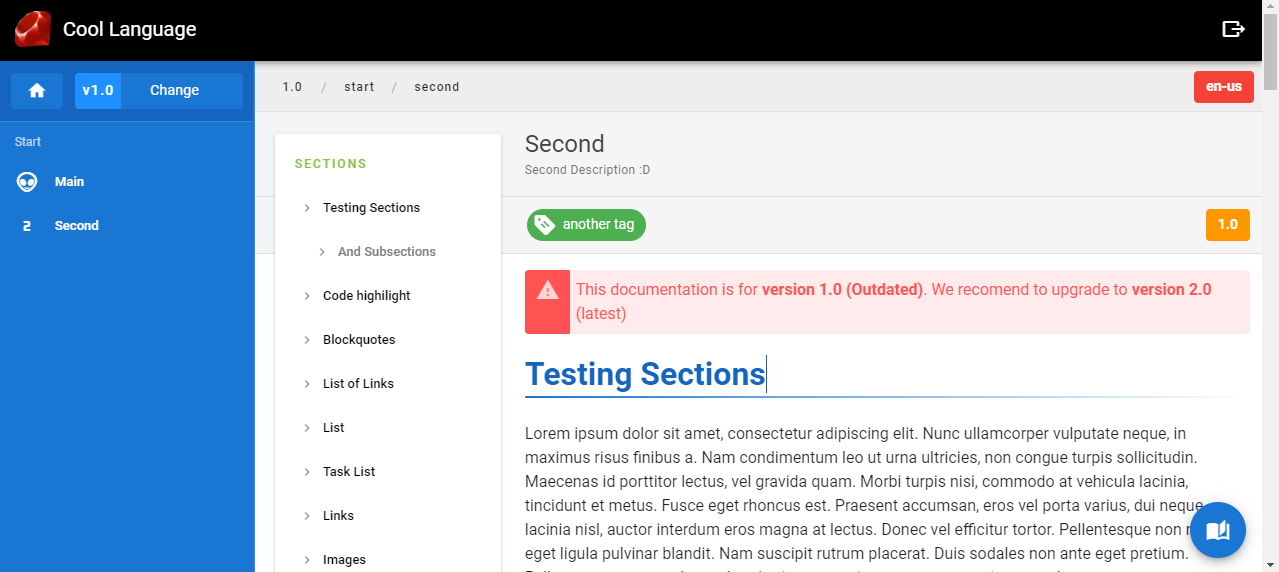 Cool Language
v1.0 Change
1.0 / start / second
en-us
Start
Main
2 Second
SECTIONS
Testing Sections
And Subsections
Code highilight
Blockquotes
List of Links
List
Task List
Links
Images
Second
Second Description :D
another tag
1.0
This documentation is for version 1.0 (Outdated). We recomend to upgrade to version 2.0
(latest)
Testing Sections
Lorem ipsum dolor sit amet, consectetur adipiscing elit. Nunc ullamcorper vulputate neque, in
maximus risus finibus a. Nam condimentum leo ut urna ultricies, non congue turpis sollicitudin.
Maecenas id porttitor lectus, vel gravida quam. Morbi turpis nisi, commodo at vehicula lacinia,
tincidunt et metus. Fusce eget rhoncus est. Praesent accumsan, eros vel porta varius, dui neque
lacinia nisl, auctor interdum eros magna at lectus. Donec vel efficitur tortor. Pellentesque non
eget ligula pulvinar blandit. Nam suscipit rutrum placerat. Duis sodales non ante eget pretium.